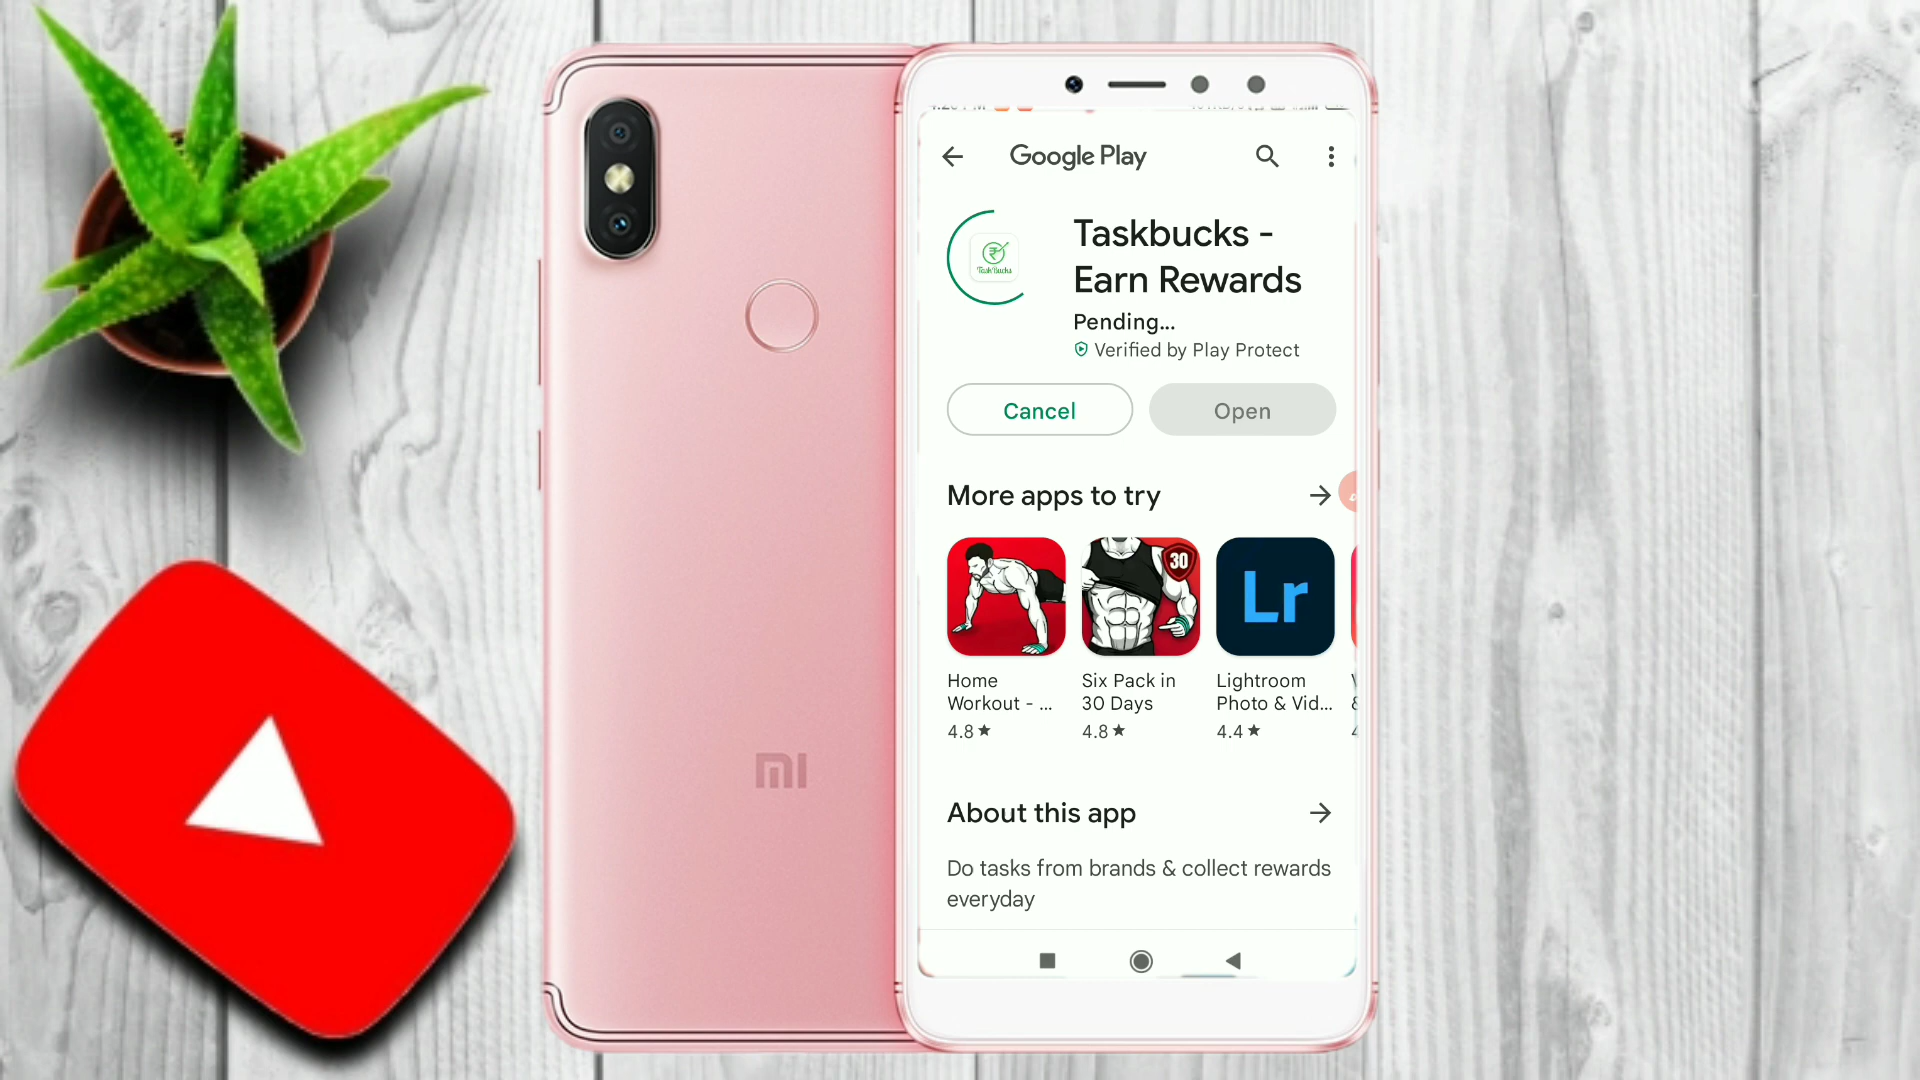 Google Play
Taskbucks -
Earn Rewards
TaskBucks
Pending...
Verified by Play Protect
Cancel
Open
More apps to try
30
Lr
Home
Workout - ...
4.8★
Six Pack in
30 Days
4.8★
Lightroom
Photo & Vid...
4.4★
About this app
Do tasks from brands & collect rewards
everyday
MI